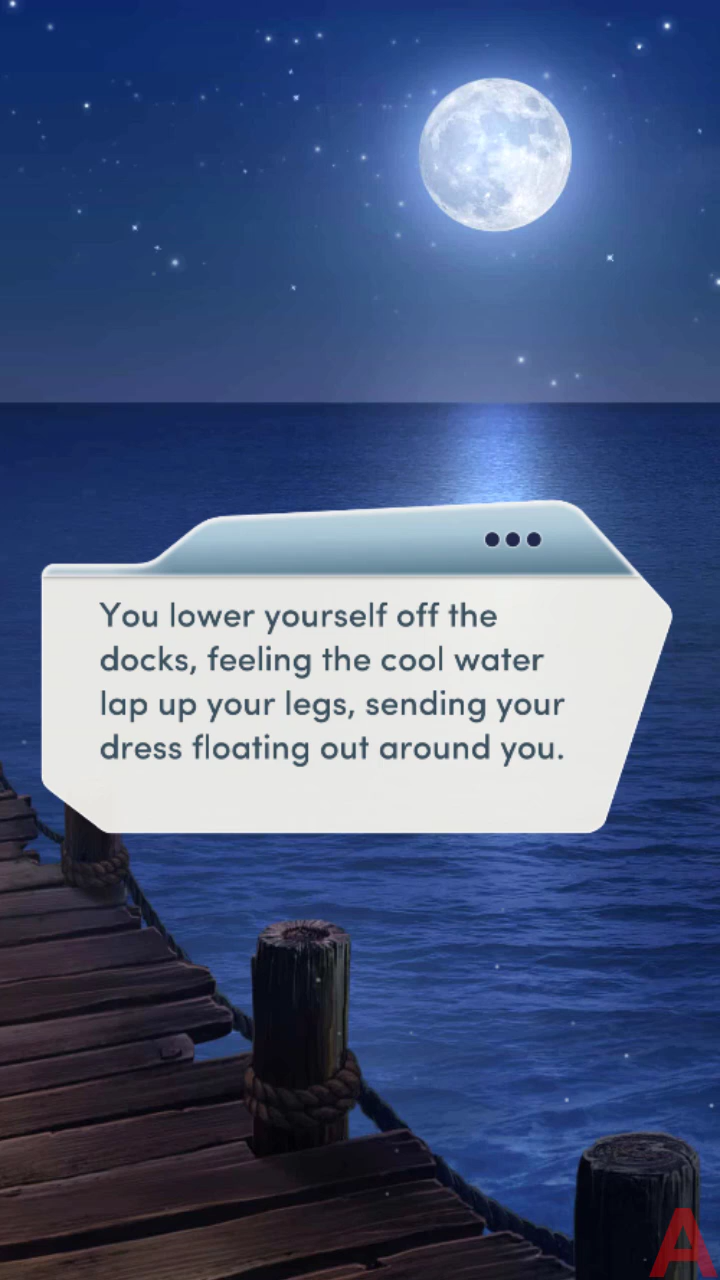 You lower yourself off the
docks, feeling the cool water
lap up your legs, sending your
dress floating out around you.
A